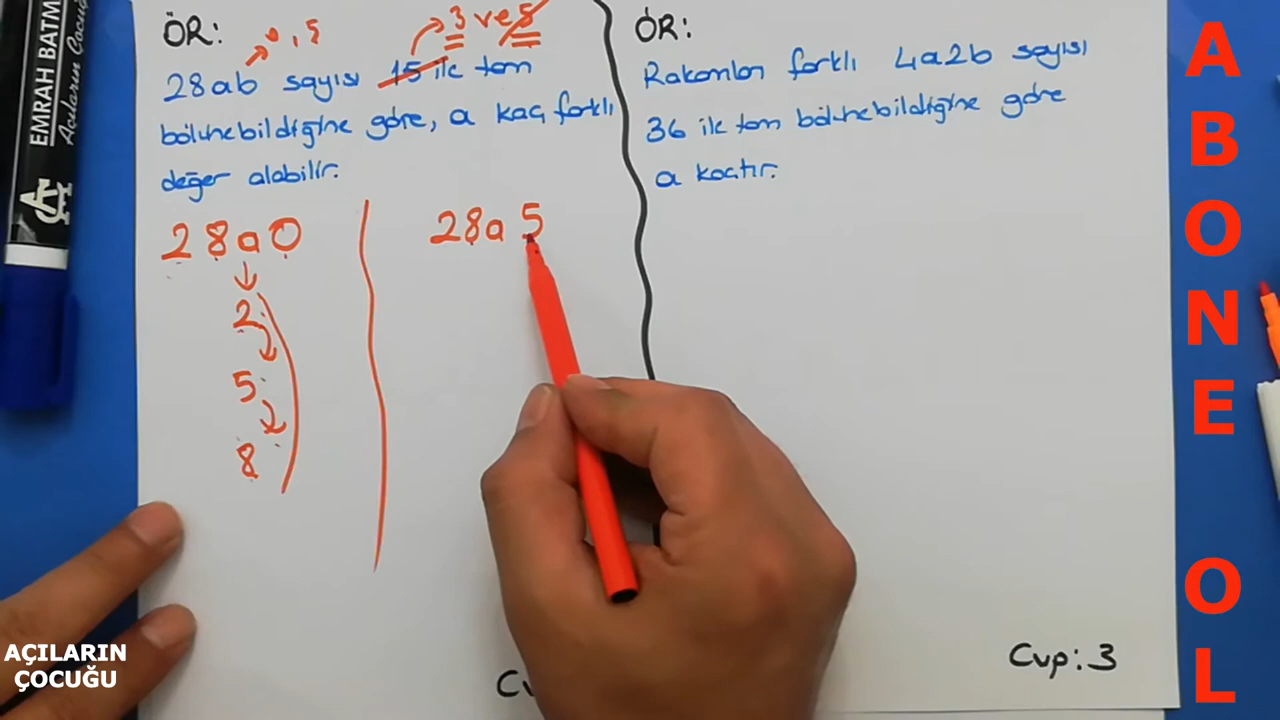 ÖR:
0, 5
3 ve 5
28ab sayısı 15 ile tam
bölünebildiğine göre, a kaç farklı
değer alabilir.
28a0
2
5
8
28a5
ÖR:
Rakamları farklı 4a2b sayısı
36 ile tam bölünebildiğine göre
a kaçtır.
Cvp: 3
EMRAH BATM
Açıların Çocuğu
AÇILARIN
ÇOCUĞU
ABONE
OL